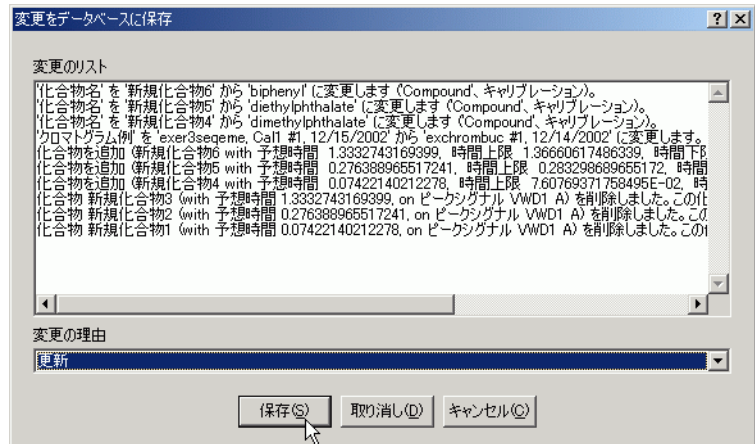 変更をデータベースに保存
変更のリスト
'化合物名' を '新規化合物6' から 'biphenyl' に変更します ('Compound'、キャリブレーション)。
'化合物名' を '新規化合物5' から 'diethylphthalate' に変更します ('Compound'、キャリブレーション)。
'化合物名' を '新規化合物4' から 'dimethylphthalate' に変更します ('Compound'、キャリブレーション)。
'クロマトグラム例' を 'exer3seqeme, Cal1 #1, 12/15/2002' から 'exchrombuc #1, 12/14/2002' に変更します。
化合物を追加 (新規化合物6 with 予想時間 1.3332743169399, 時間上限 1.36660617486339, 時間下限
化合物を追加 (新規化合物5 with 予想時間 0.276388965517241, 時間上限 0.283298689655172, 時間
化合物を追加 (新規化合物4 with 予想時間 0.07422140212278, 時間上限 7.60769371758495E-02, 時
化合物 新規化合物3 (with 予想時間 1.3332743169399, on ピークシグナル VWD1 A) を削除しました。この化
化合物 新規化合物2 (with 予想時間 0.276388965517241, on ピークシグナル VWD1 A) を削除しました。この
化合物 新規化合物1 (with 予想時間 0.07422140212278, on ピークシグナル VWD1 A) を削除しました。この化
変更の理由
更新
保存(S) 取り消し(D) キャンセル(C)